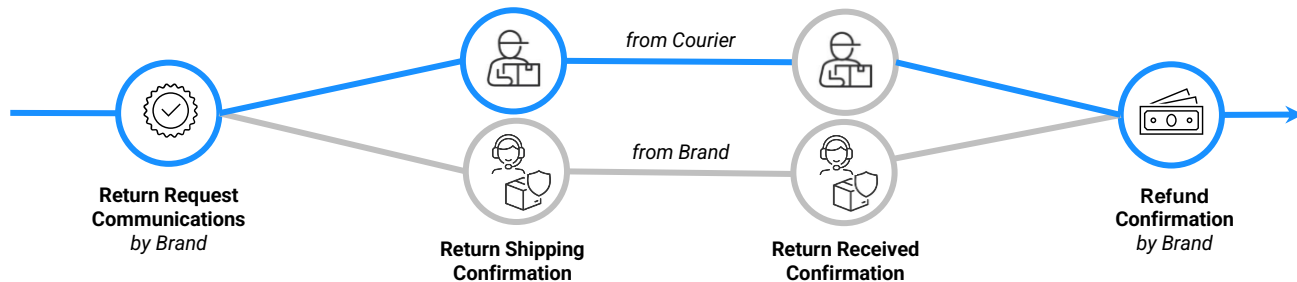 from Courier
from Brand
Return Request
Communications
by Brand
Return Shipping
Confirmation
Return Received
Confirmation
Refund
Confirmation
by Brand